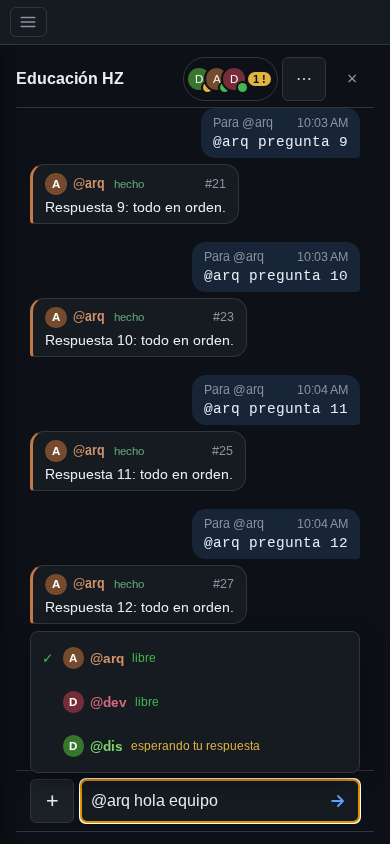 Educación HZ
D A D 1!
Para @arq 10:03 AM
@arq pregunta 9
A @arq hecho #21
Respuesta 9: todo en orden.
Para @arq 10:03 AM
@arq pregunta 10
A @arq hecho #23
Respuesta 10: todo en orden.
Para @arq 10:04 AM
@arq pregunta 11
A @arq hecho #25
Respuesta 11: todo en orden.
Para @arq 10:04 AM
@arq pregunta 12
A @arq hecho #27
Respuesta 12: todo en orden.
✓ A @arq libre
D @dev libre
D @dis esperando tu respuesta
@arq hola equipo